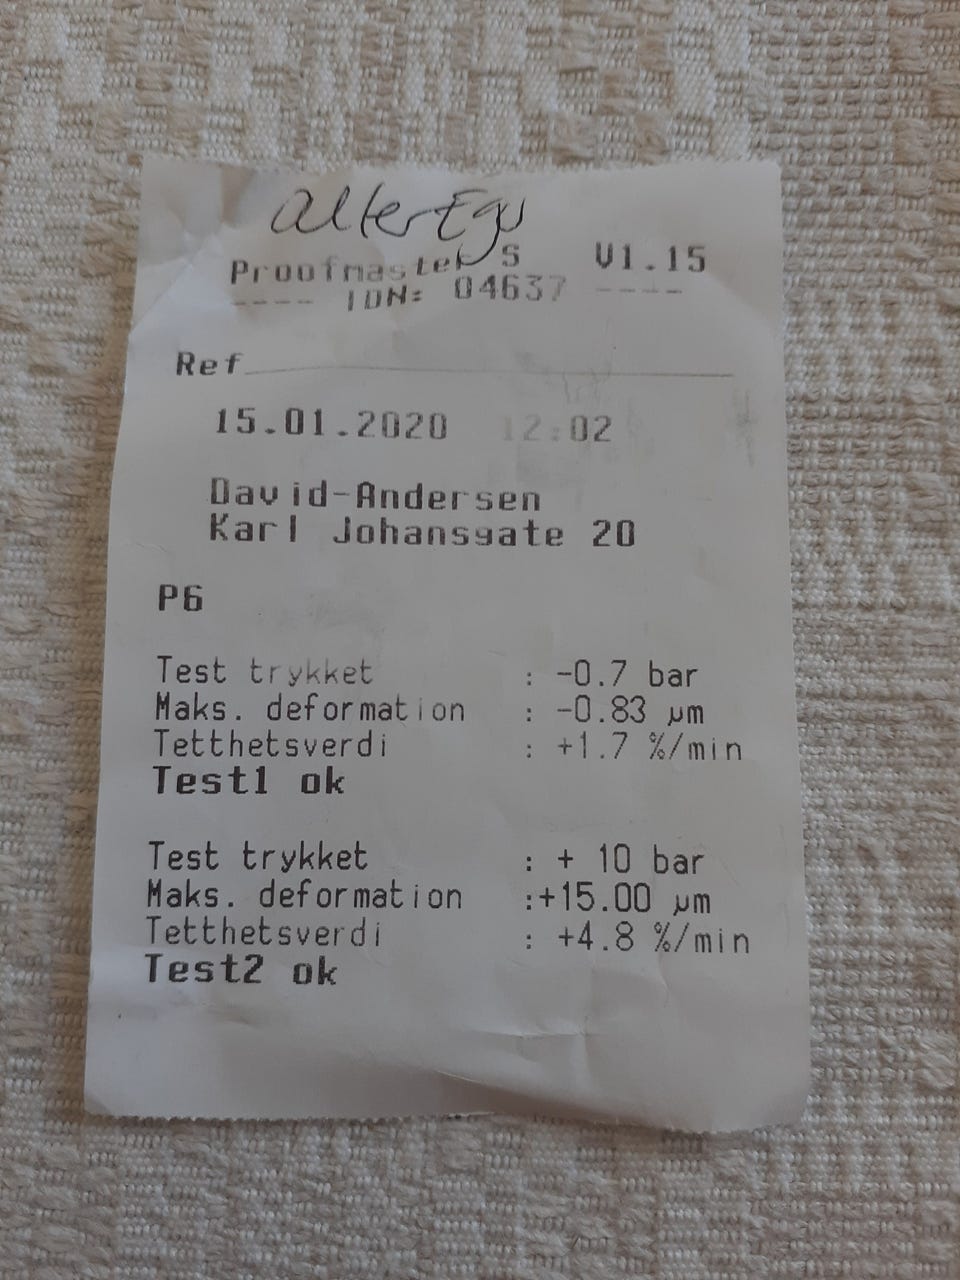 alterEgo
Proofmaster S V1.15
---- IDN: 04637 ----
Ref
15.01.2020 12:02
David-Andersen
Karl Johansgate 20
P6
Test trykket : -0.7 bar
Maks. deformation : -0.83 µm
Tetthetsverdi : +1.7 %/min
Test1 ok
Test trykket : + 10 bar
Maks. deformation :+15.00 µm
Tetthetsverdi : +4.8 %/min
Test2 ok